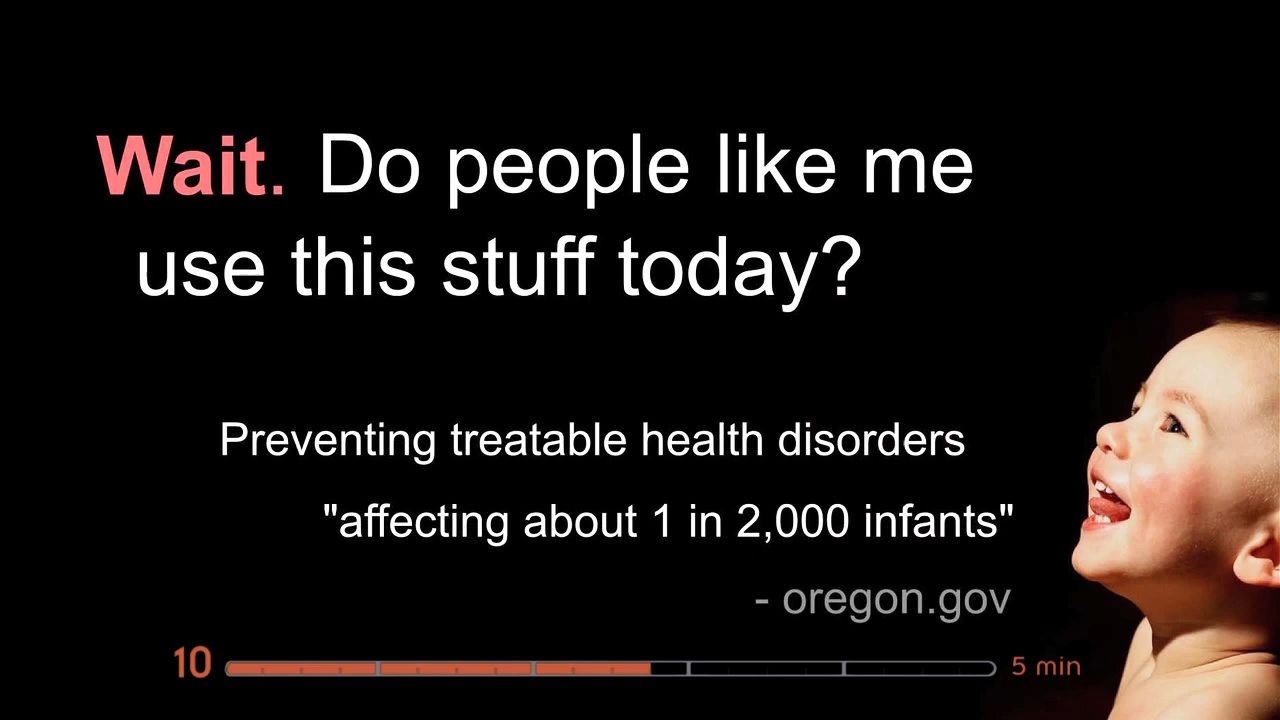 Wait. Do people like me
use this stuff today?
Preventing treatable health disorders
"affecting about 1 in 2,000 infants"
- oregon.gov
10 5 min